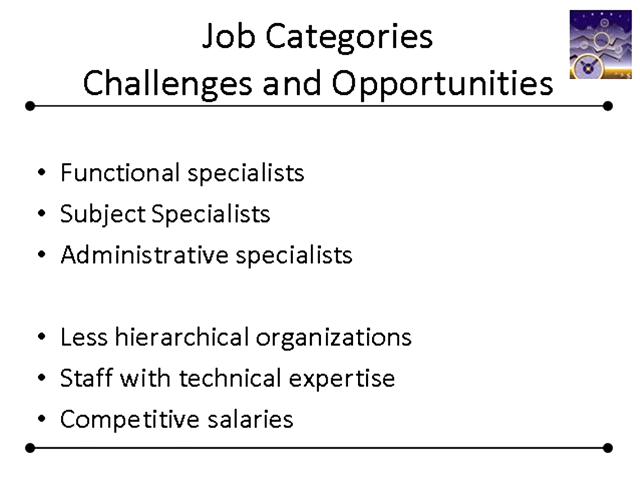 Job Categories
Challenges and Opportunities
• Functional specialists
• Subject Specialists
• Administrative specialists
• Less hierarchical organizations
• Staff with technical expertise
• Competitive salaries